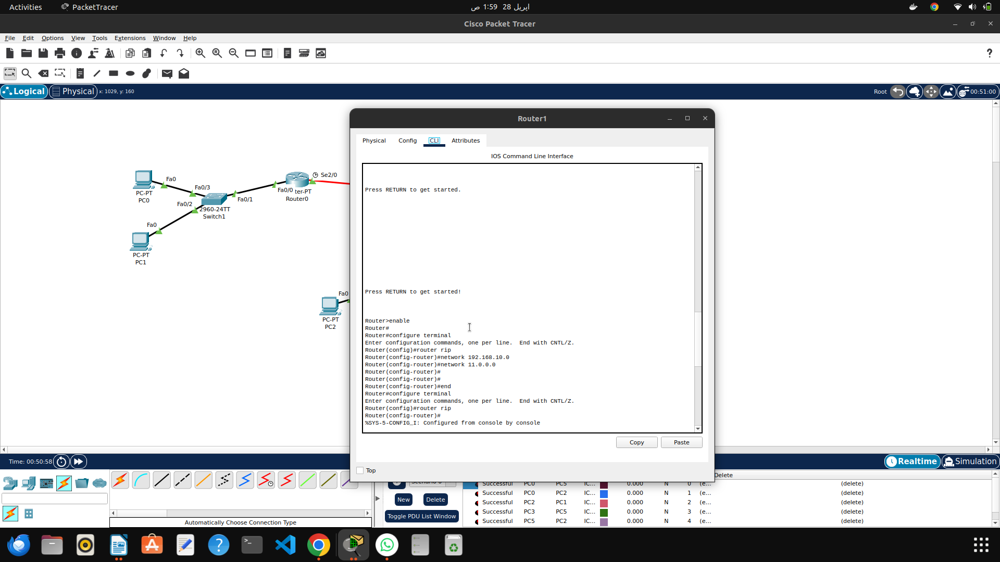 Activities
PacketTracer
اپریل 28 1:59 ص
Cisco Packet Tracer
File Edit Options View Tools Extensions Window Help
?
Logical
Physical
x: 1029, y: 160
Root
00:51:00
Router1
Physical Config CLI Attributes
IOS Command Line Interface
Fa0
PC-PT
PC0
Fa0/3
Fa0/2
Fa0/1
2960-24TT
Switch1
Fa0/0
ter-PT
Router0
Se2/0
Fa0
PC-PT
PC1
Fa0
PC-PT
PC2
Press RETURN to get started.
Press RETURN to get started!
Router>enable
Router#
Router#configure terminal
Enter configuration commands, one per line.  End with CNTL/Z.
Router(config)#router rip
Router(config-router)#network 192.168.10.0
Router(config-router)#network 11.0.0.0
Router(config-router)#
Router(config-router)#
Router(config-router)#end
Router#configure terminal
Enter configuration commands, one per line.  End with CNTL/Z.
Router(config)#router rip
Router(config-router)#
%SYS-5-CONFIG_I: Configured from console by console
Copy
Paste
Top
Time: 00:50:58
Realtime
Simulation
Automatically Choose Connection Type
New
Delete
Toggle PDU List Window
Delete
Successful PC0 PC5 IC... 0.000 N 0 (e... (delete)
Successful PC0 PC2 IC... 0.000 N 1 (e... (delete)
Successful PC2 PC1 IC... 0.000 N 2 (e... (delete)
Successful PC3 PC5 IC... 0.000 N 3 (e... (delete)
Successful PC5 PC2 IC... 0.000 N 4 (e... (delete)